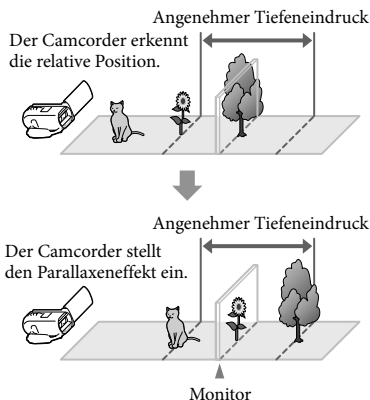 Angenehmer Tiefeneindruck
Der Camcorder erkennt
die relative Position.
Angenehmer Tiefeneindruck
Der Camcorder stellt
den Parallaxeneffekt ein.
Monitor